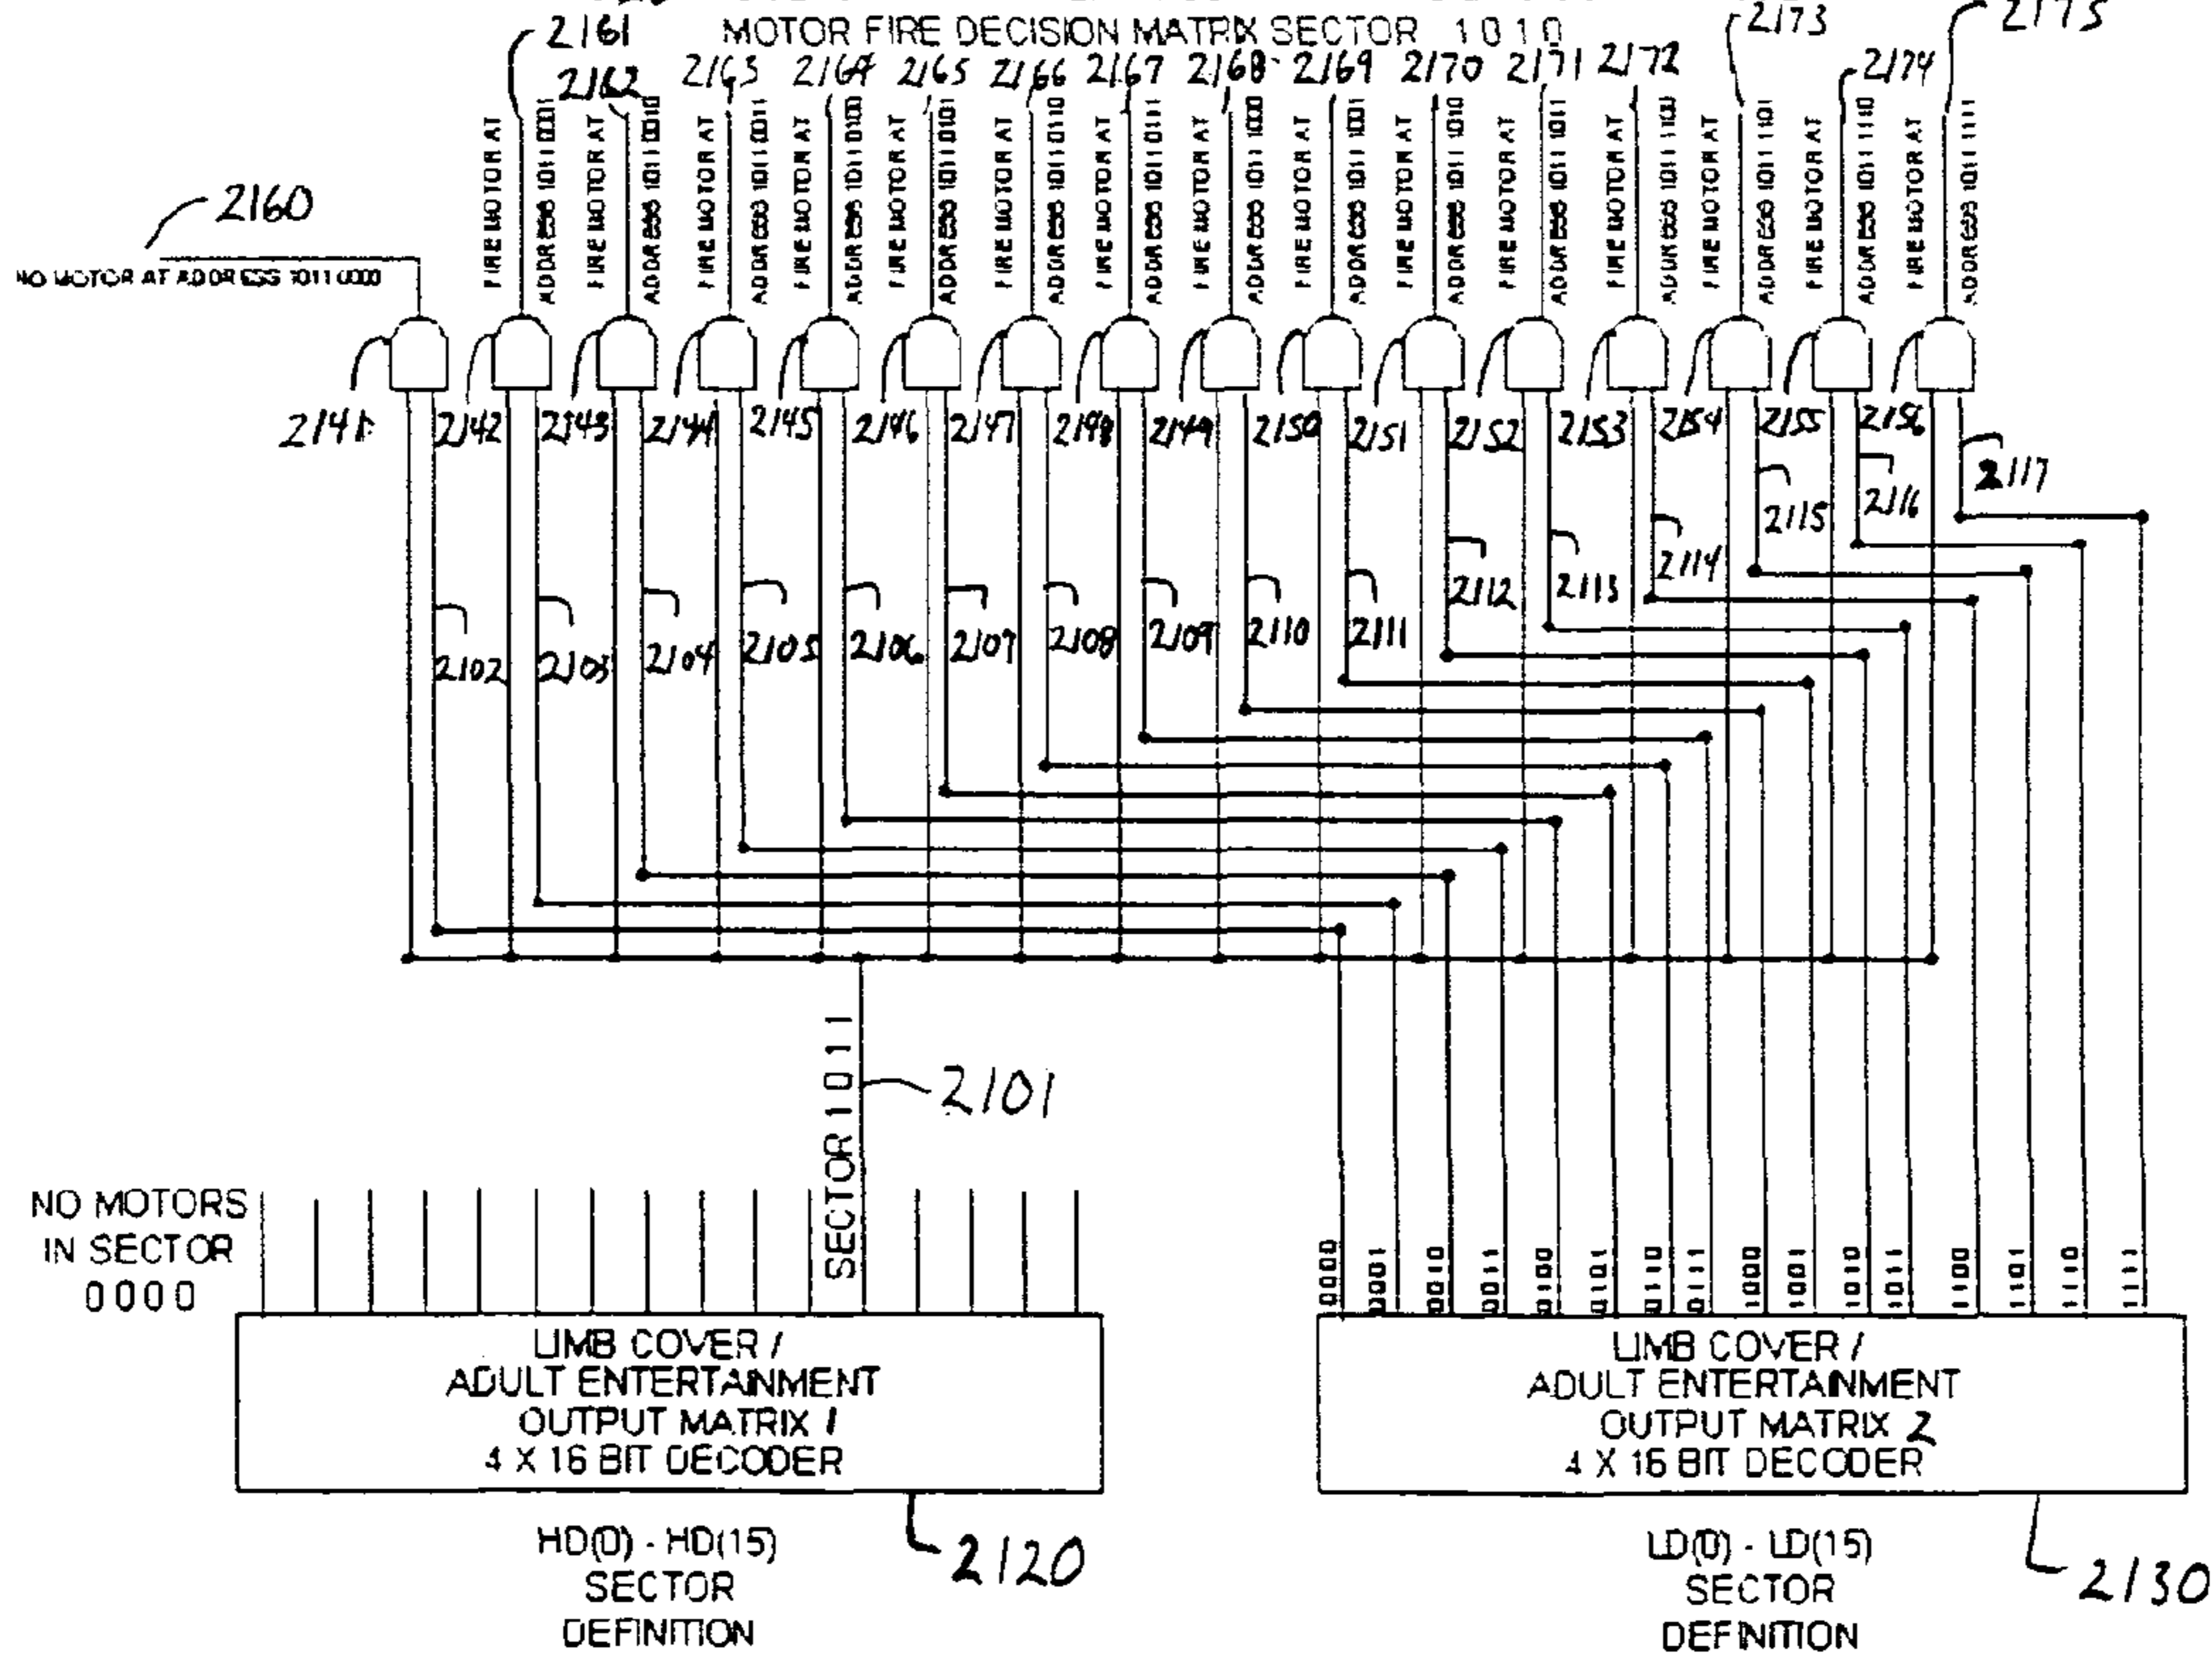 MOTOR FIRE DECISION MATRIX SECTOR 1010
2160
2161
2162
2163
2164
2165
2166
2167
2168
2169
2170
2171
2172
2173
2174
2175
NO MOTOR AT ADDRESS 1011 0000
FIRE MOTOR AT
ADDRESS 1011 0001
FIRE MOTOR AT
ADDRESS 1011 0010
FIRE MOTOR AT
ADDRESS 1011 0011
FIRE MOTOR AT
ADDRESS 1011 0100
FIRE MOTOR AT
ADDRESS 1011 0101
FIRE MOTOR AT
ADDRESS 1011 0110
FIRE MOTOR AT
ADDRESS 1011 0111
FIRE MOTOR AT
ADDRESS 1011 1000
FIRE MOTOR AT
ADDRESS 1011 1001
FIRE MOTOR AT
ADDRESS 1011 1010
FIRE MOTOR AT
ADDRESS 1011 1011
FIRE MOTOR AT
ADDRESS 1011 1100
FIRE MOTOR AT
ADDRESS 1011 1101
FIRE MOTOR AT
ADDRESS 1011 1110
FIRE MOTOR AT
ADDRESS 1011 1111
2141
2142
2143
2144
2145
2146
2147
2148
2149
2150
2151
2152
2153
2154
2155
2156
2102
2103
2104
2105
2106
2107
2108
2109
2110
2111
2112
2113
2114
2115
2116
2117
SECTOR 1011
2101
NO MOTORS
IN SECTOR
0000
0000
0001
0010
0011
0100
0101
0110
0111
1000
1001
1010
1011
1100
1101
1110
1111
LIMB COVER /
ADULT ENTERTAINMENT
OUTPUT MATRIX 1
4 X 16 BIT DECODER
LIMB COVER /
ADULT ENTERTAINMENT
OUTPUT MATRIX 2
4 X 16 BIT DECODER
HD(0) - HD(15)
SECTOR
DEFINITION
2120
LD(0) - LD(15)
SECTOR
DEFINITION
2130